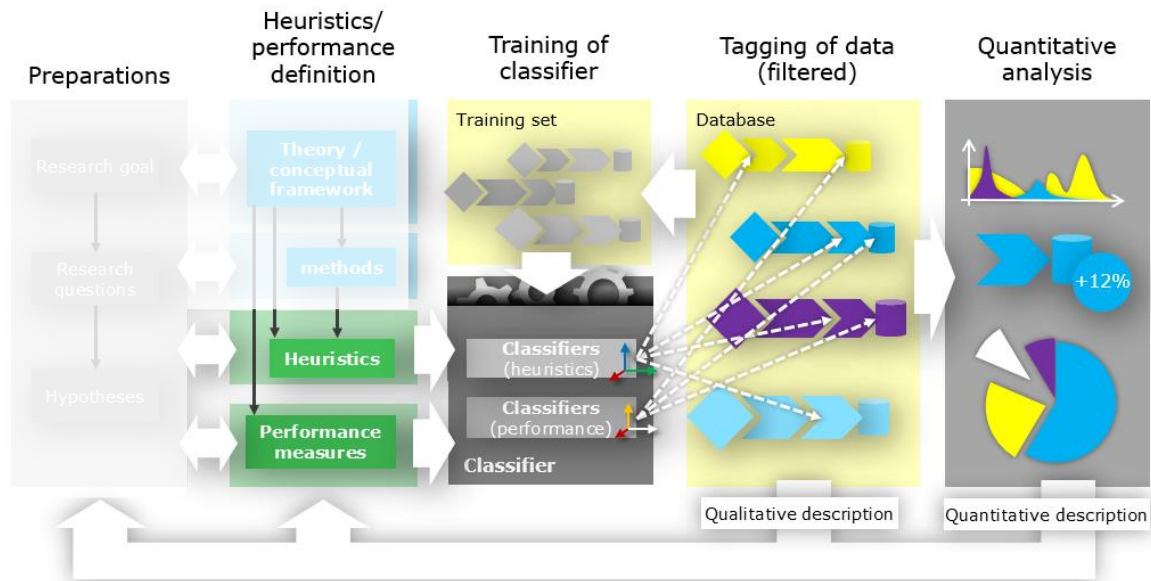 Preparations
Heuristics/
performance
definition
Training of
classifier
Tagging of data
(filtered)
Quantitative
analysis
Research goal
Research
questions
Hypotheses
Theory /
conceptual
framework
methods
Heuristics
Performance
measures
Training set
Classifiers
(heuristics)
Classifiers
(performance)
Classifier
Database
Qualitative description
+12%
Quantitative description